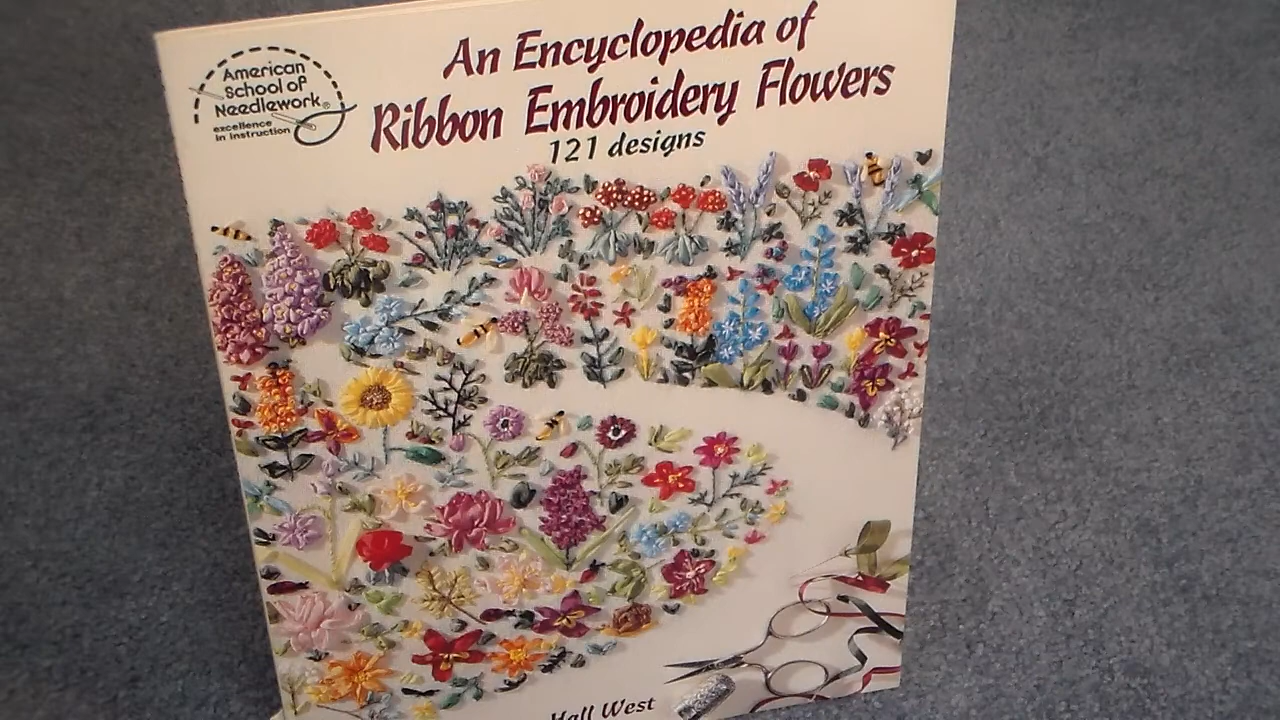 American
School of
Needlework®
excellence
in instruction
An Encyclopedia of
Ribbon Embroidery Flowers
121 designs
Hall West